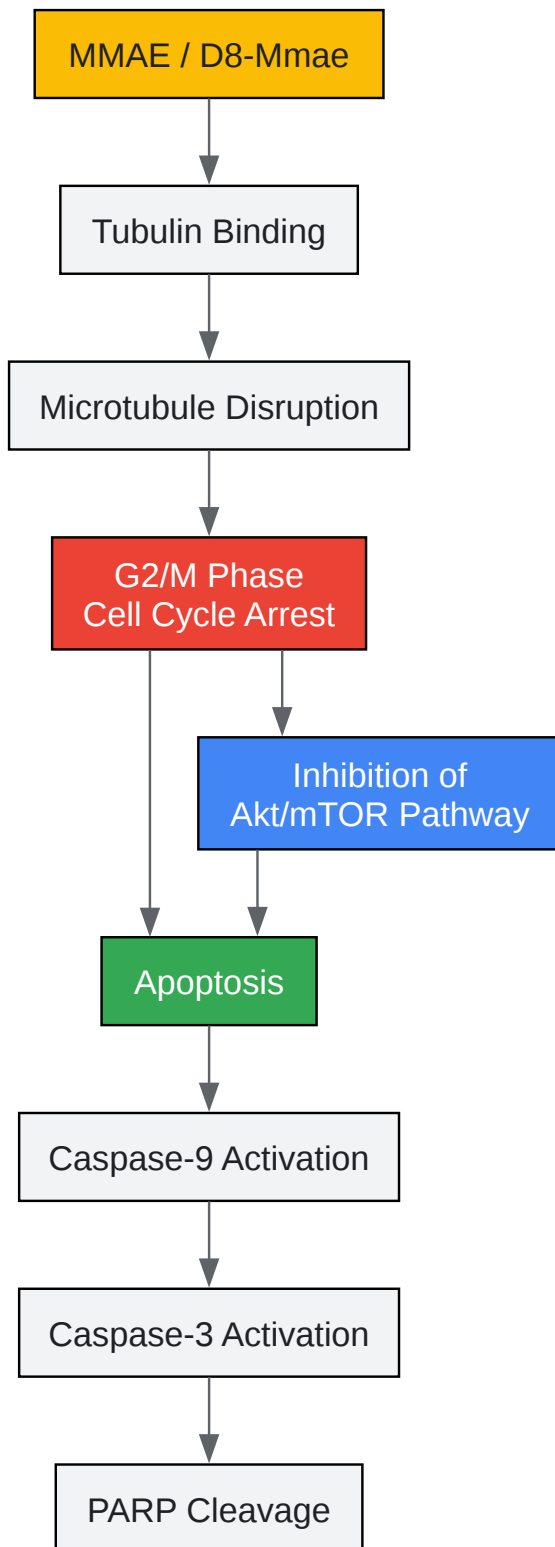 MMAE / D8-Mmae
Tubulin Binding
Microtubule Disruption
G2/M Phase
Cell Cycle Arrest
Inhibition of
Akt/mTOR Pathway
Apoptosis
Caspase-9 Activation
Caspase-3 Activation
PARP Cleavage